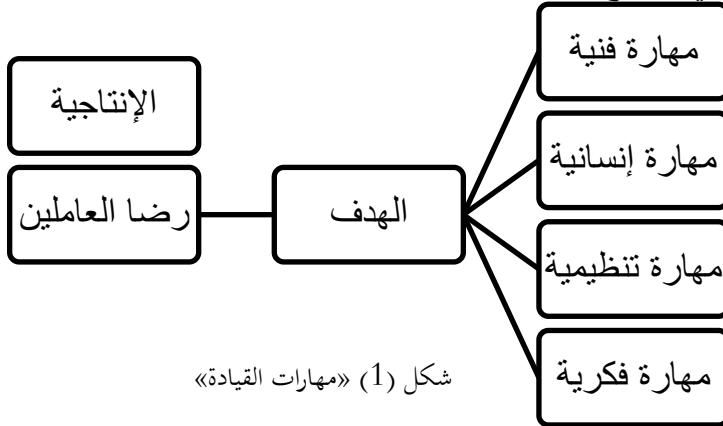 مهارة فنية
الإنتاجية
مهارة إنسانية
رضا العاملين
الهدف
مهارة تنظيمية
مهارة فكرية
شكل (1) «مهارات القيادة»